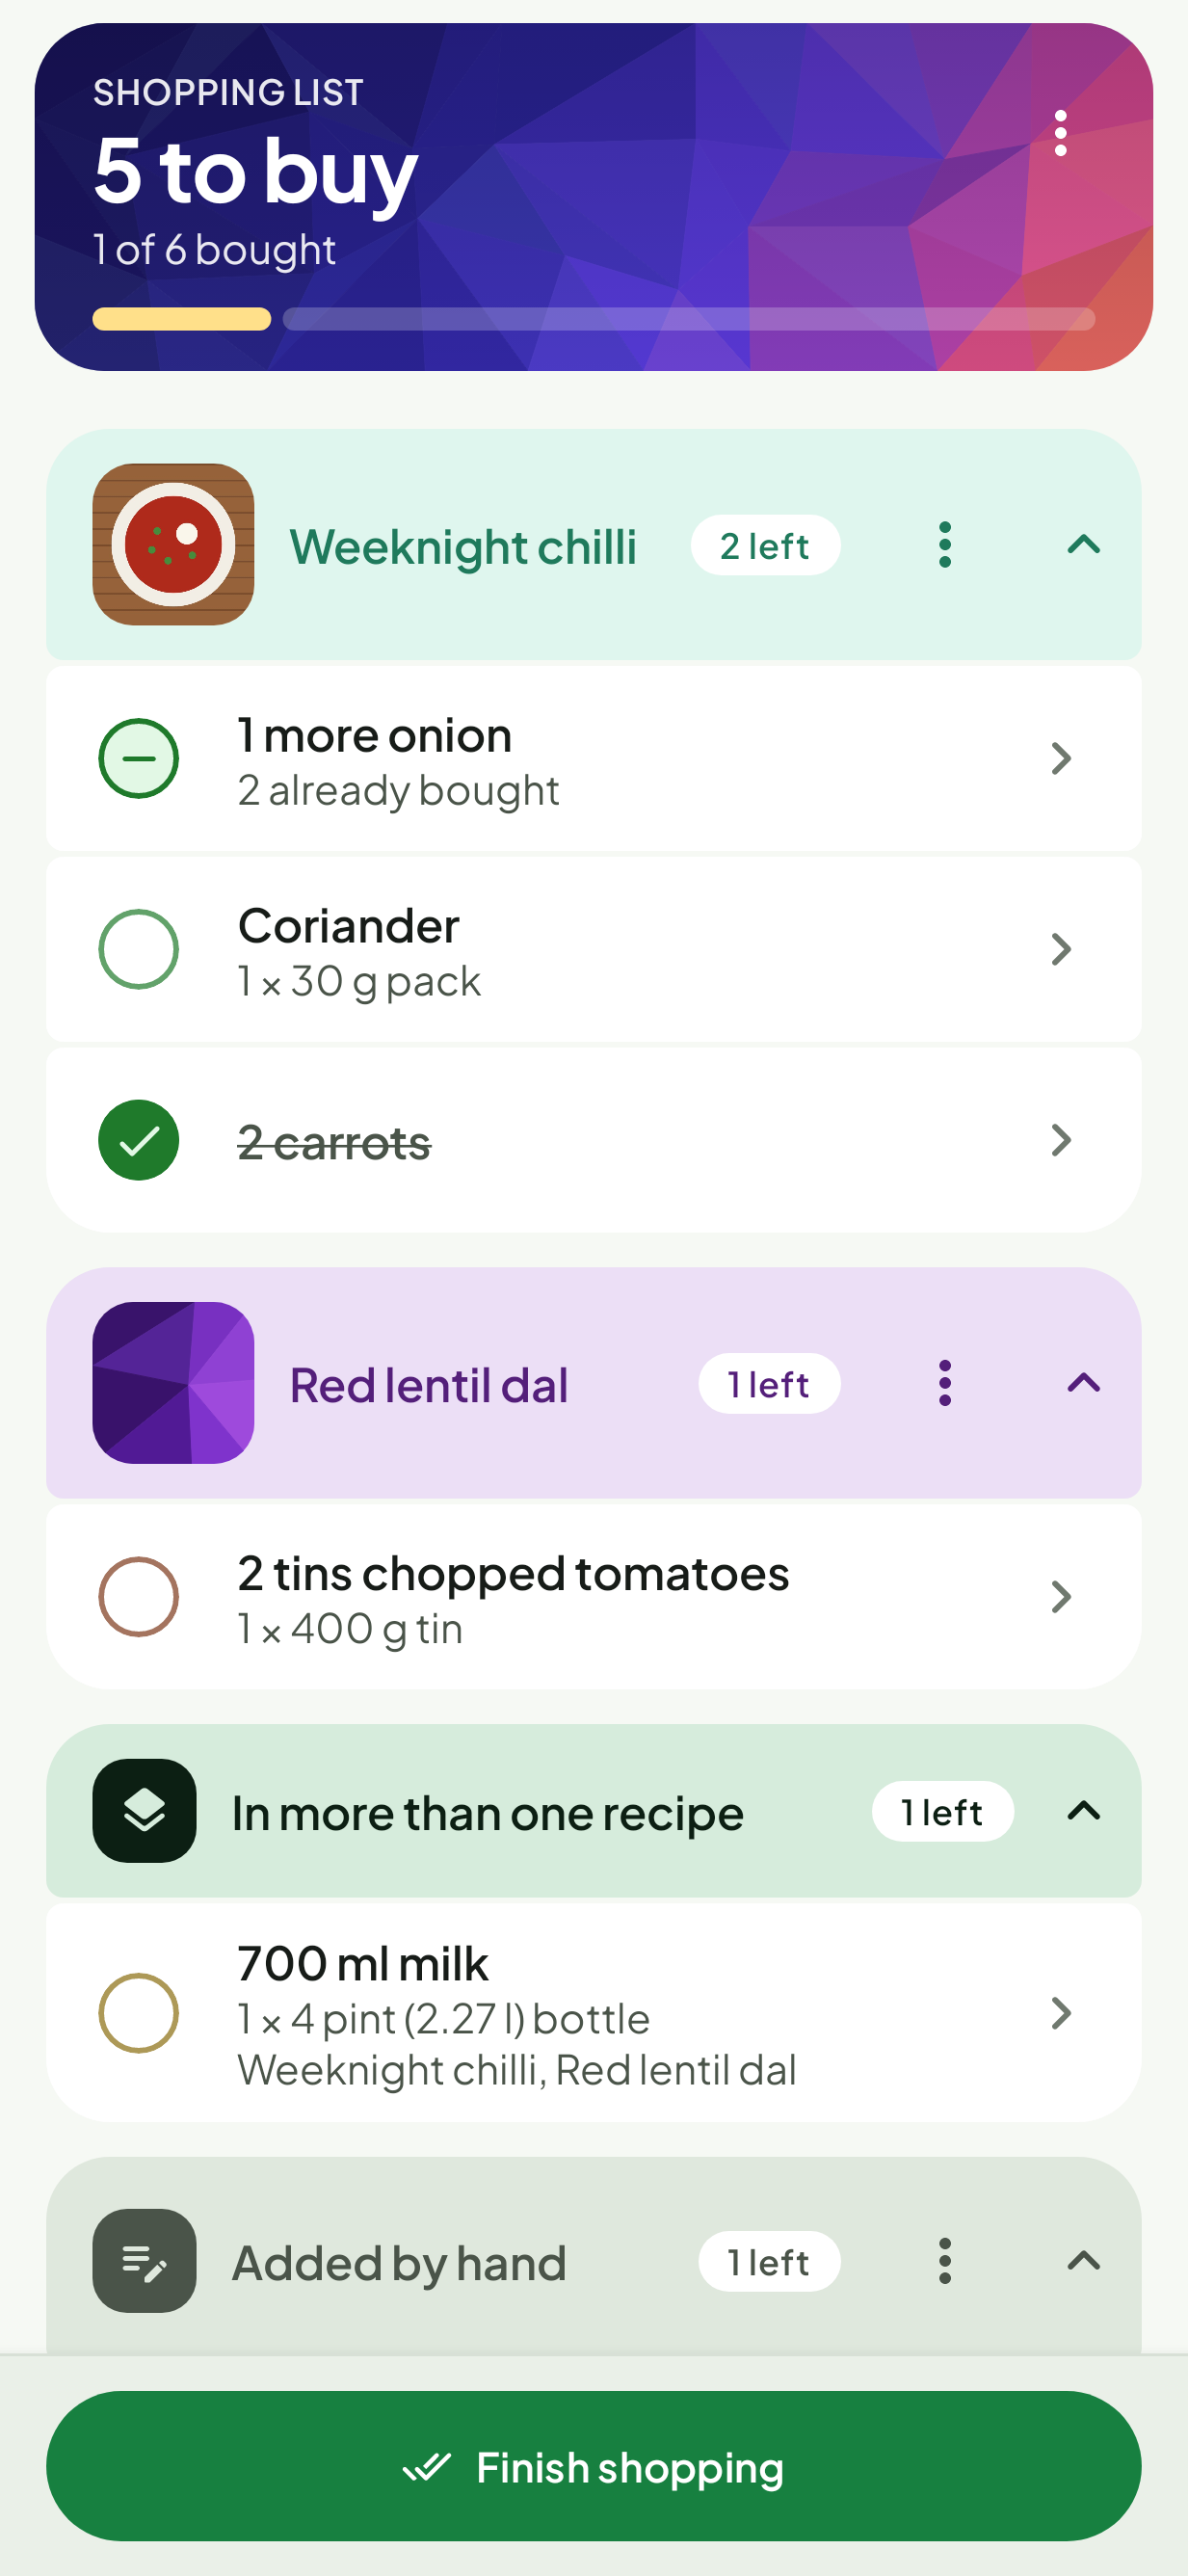 SHOPPING LIST
5 to buy
1 of 6 bought
Weeknight chilli
2 left
1 more onion
2 already bought
Coriander
1 × 30 g pack
2 carrots
Red lentil dal
1 left
2 tins chopped tomatoes
1 × 400 g tin
In more than one recipe
1 left
700 ml milk
1 × 4 pint (2.27 l) bottle
Weeknight chilli, Red lentil dal
Added by hand
1 left
Finish shopping